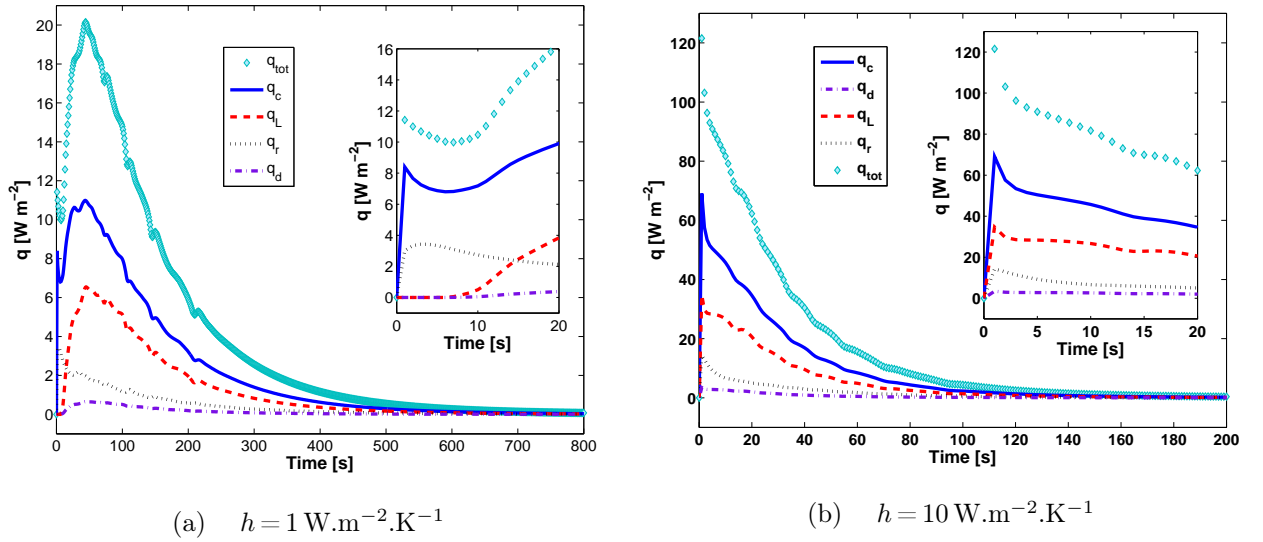 20
18
16
14
12
10
8
6
4
2
0
q [W m⁻²]
0 100 200 300 400 500 600 700 800
Time [s]
q_tot
q_c
q_L
q_r
q_d
16
14
12
10
8
6
4
2
0
q [W m⁻²]
0 10 20
Time [s]
(a) h = 1 W.m⁻².K⁻¹
120
100
80
60
40
20
0
q [W m⁻²]
0 20 40 60 80 100 120 140 160 180 200
Time [s]
q_c
q_d
q_L
q_r
q_tot
120
100
80
60
40
20
0
q [W m⁻²]
0 5 10 15 20
Time [s]
(b) h = 10 W.m⁻².K⁻¹